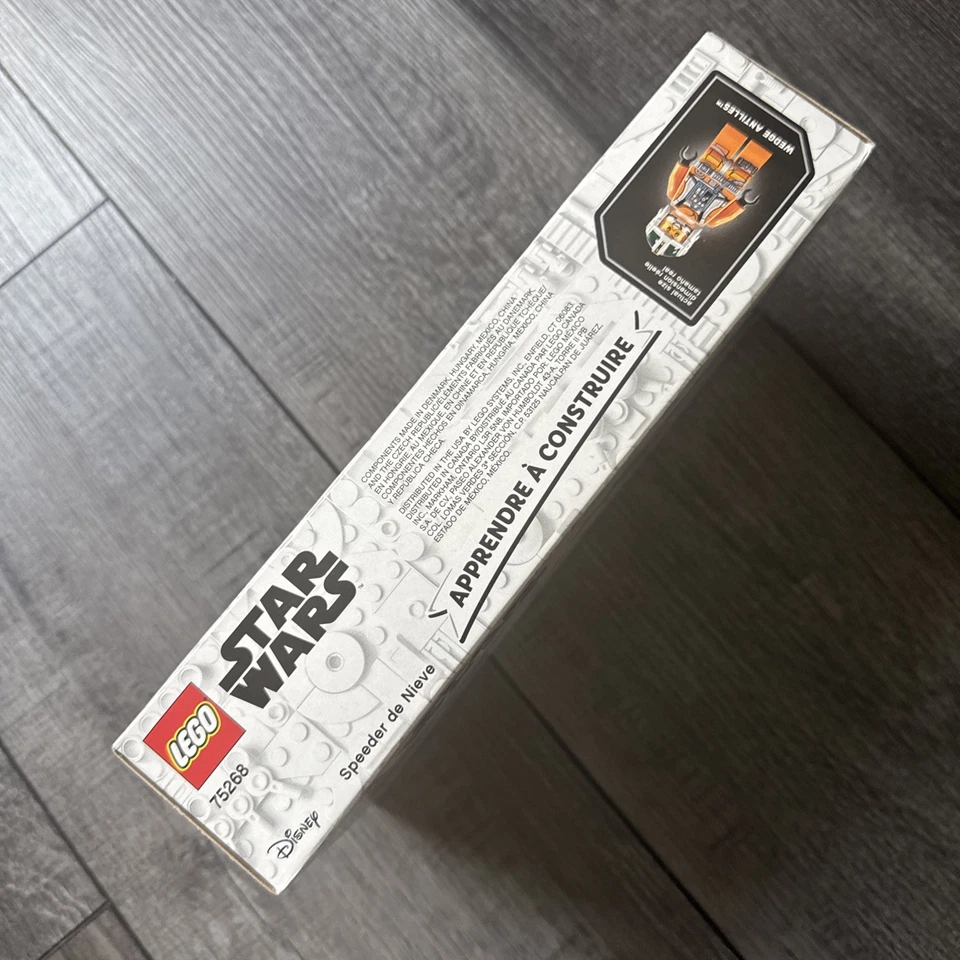 LEGO
75268
Disney
STAR
WARS™
Speeder de Nieve
COMPONENTS MADE IN DENMARK, HUNGARY, MEXICO, CHINA
AND THE CZECH REPUBLIC/ÉLÉMENTS FABRIQUÉS AU DANEMARK,
EN HONGRIE, AU MEXIQUE, EN CHINE ET EN RÉPUBLIQUE TCHÈQUE/
COMPONENTES HECHOS EN DINAMARCA, HUNGRÍA, MÉXICO, CHINA
Y REPÚBLICA CHECA.
DISTRIBUTED IN THE USA BY LEGO SYSTEMS, INC., ENFIELD, CT 06083.
DISTRIBUTED IN CANADA BY/DISTRIBUÉ AU CANADA PAR LEGO CANADA
INC., MARKHAM, ONTARIO L3R 5N8. IMPORTADO POR: LEGO MÉXICO
S.A. DE C.V., PASEO ALEXANDER VON HUMBOLDT 43-A, TORRE II PB
COL. LOMAS VERDES 3ª SECCIÓN, C.P. 53125 NAUCALPAN DE JUÁREZ
ESTADO DE MÉXICO, MÉXICO.
APPRENDRE À CONSTRUIRE
actual size
dimension réelle
tamaño real
WEDGE ANTILLES™